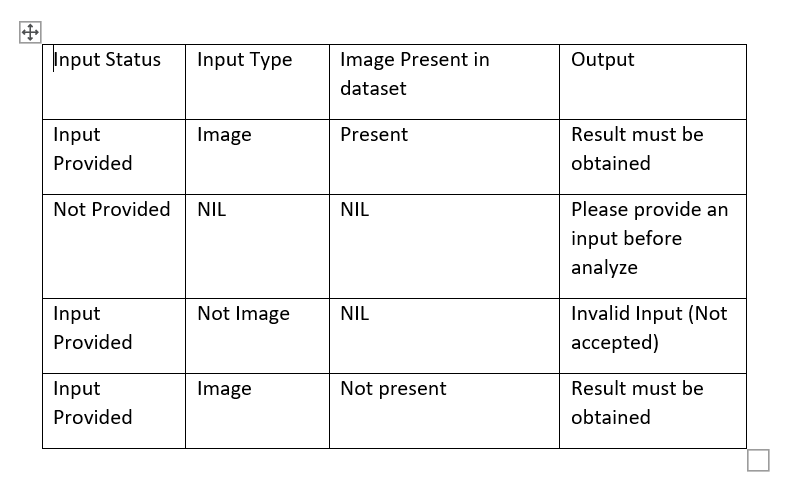 Input Status
Input Type
Image Present in
dataset
Output
Input
Provided
Image
Present
Result must be
obtained
Not Provided
NIL
NIL
Please provide an
input before
analyze
Input
Provided
Not Image
NIL
Invalid Input (Not
accepted)
Input
Provided
Image
Not present
Result must be
obtained